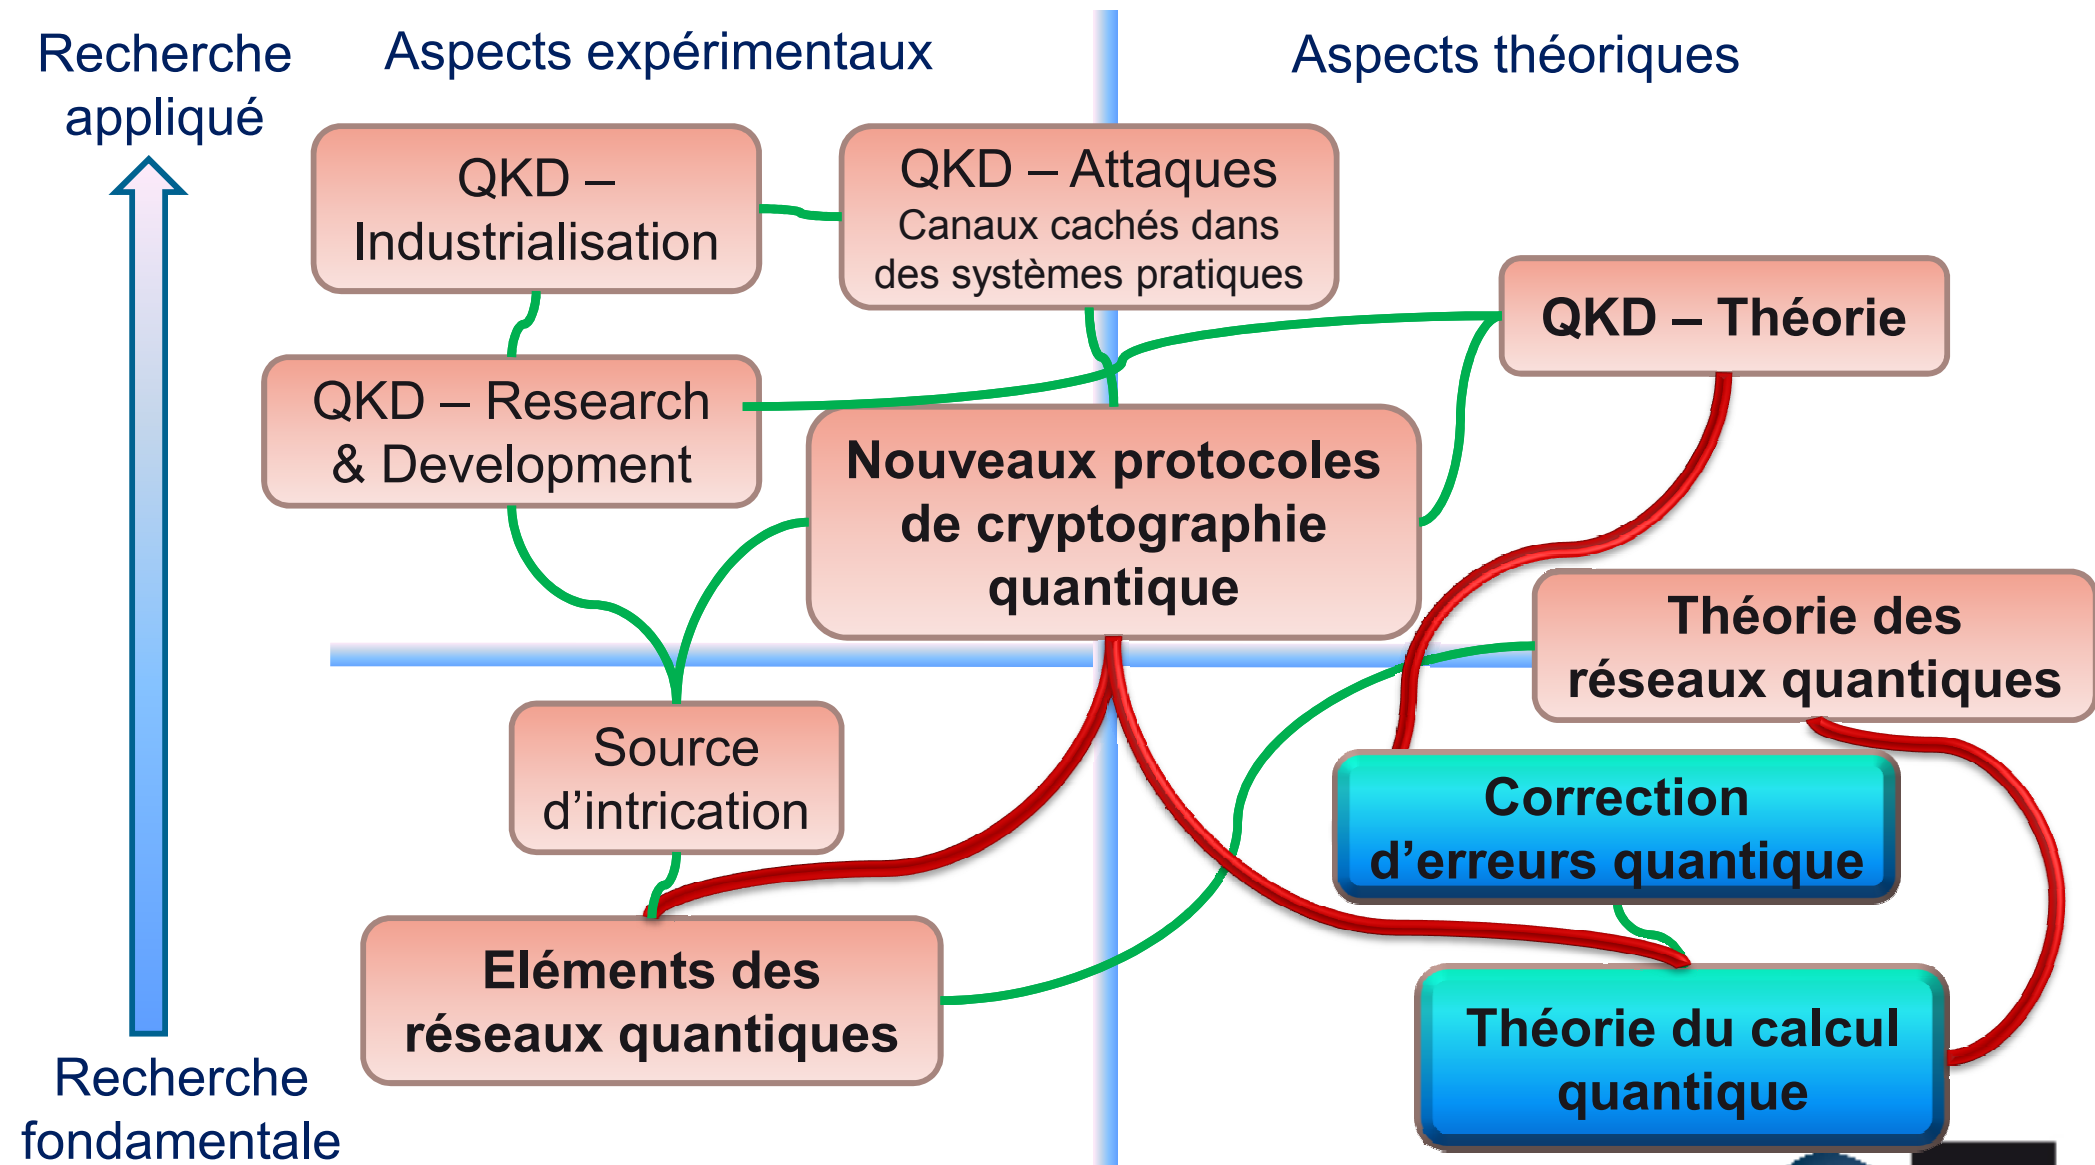 Recherche
appliqué
Aspects expérimentaux
Aspects théoriques
QKD –
Industrialisation
QKD – Attaques
Canaux cachés dans
des systèmes pratiques
QKD – Théorie
QKD – Research
& Development
Nouveaux protocoles
de cryptographie
quantique
Théorie des
réseaux quantiques
Source
d’intrication
Correction
d’erreurs quantique
Eléments des
réseaux quantiques
Théorie du calcul
quantique
Recherche
fondamentale